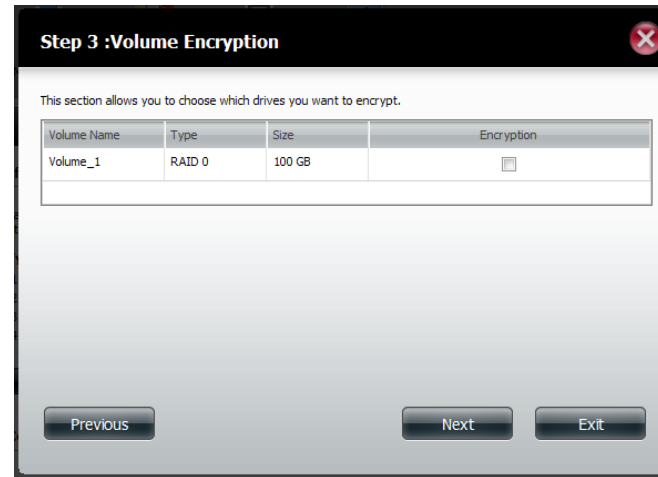 Step 3 :Volume Encryption
This section allows you to choose which drives you want to encrypt.
Volume Name Type Size Encryption
Volume_1 RAID 0 100 GB
Previous Next Exit